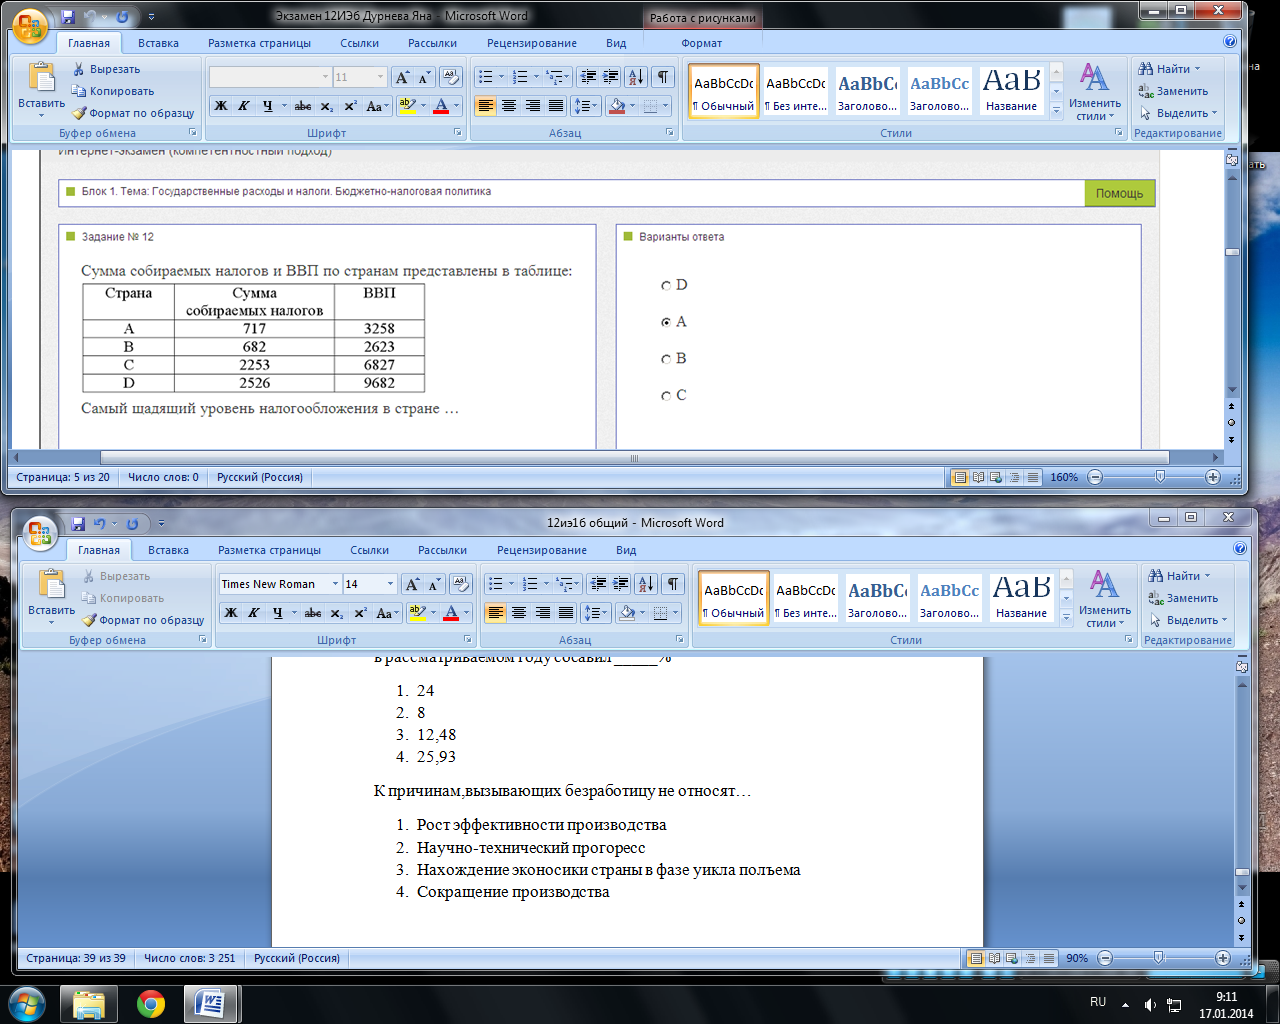 Экзамен 12ИЭ6 Дурнева Яна - Microsoft Word
Работа с рисунками
Главная Вставка Разметка страницы Ссылки Рассылки Рецензирование Вид Формат
Вставить
Вырезать
Копировать
Формат по образцу
Буфер обмена
11
Ж К Ч abc x₂ x² Aa
Шрифт
Абзац
AaBbCcDc AaBbCcDc AaBbC AaBbCc AaB
¶ Обычный ¶ Без инте... Заголово... Заголово... Название
Изменить стили
Стили
Найти
Заменить
Выделить
Редактирование
Интернет-экзамен (компетентностный подход)
Блок 1. Тема: Государственные расходы и налоги. Бюджетно-налоговая политика
Помощь
Задание № 12
Сумма собираемых налогов и ВВП по странам представлены в таблице:
Страна Сумма собираемых налогов ВВП
A 717 3258
B 682 2623
C 2253 6827
D 2526 9682
Самый щадящий уровень налогообложения в стране …
Варианты ответа
D
A
B
C
Страница: 5 из 20 Число слов: 0 Русский (Россия) 160%
12иэ1б общий - Microsoft Word
Главная Вставка Разметка страницы Ссылки Рассылки Рецензирование Вид
Вставить
Вырезать
Копировать
Формат по образцу
Буфер обмена
Times New Roman 14
Ж К Ч abc x₂ x² Aa
Шрифт
Абзац
AaBbCcDc AaBbCcDc AaBbC AaBbCc AaB
¶ Обычный ¶ Без инте... Заголово... Заголово... Название
Изменить стили
Стили
Найти
Заменить
Выделить
Редактирование
в рассматриваемом году сосавил _____%
1. 24
2. 8
3. 12,48
4. 25,93
К причинам,вызывающих безработицу не относят…
1. Рост эффективности производства
2. Научно-технический прогоресс
3. Нахождение эконосики страны в фазе уикла полъема
4. Сокращение производства
Страница: 39 из 39 Число слов: 3 251 Русский (Россия) 90%
RU
9:11
17.01.2014